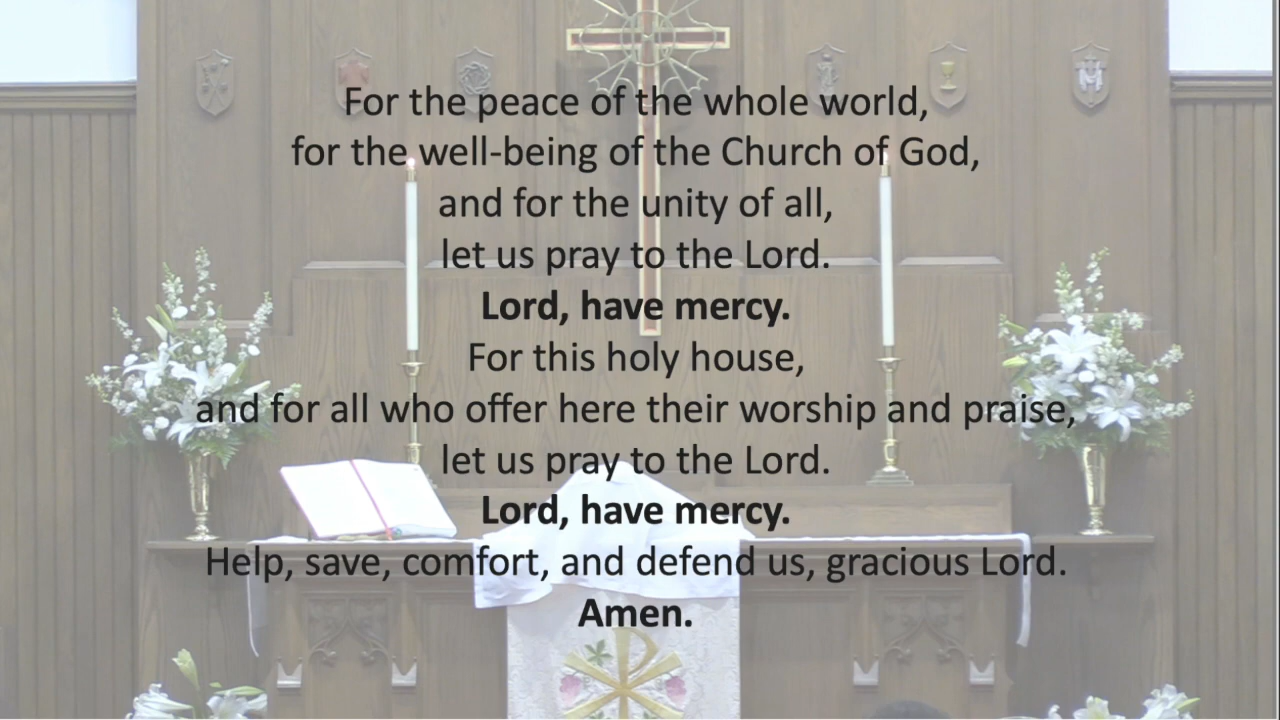 For the peace of the whole world,
for the well-being of the Church of God,
and for the unity of all,
let us pray to the Lord.
Lord, have mercy.
For this holy house,
and for all who offer here their worship and praise,
let us pray to the Lord.
Lord, have mercy.
Help, save, comfort, and defend us, gracious Lord.
Amen.